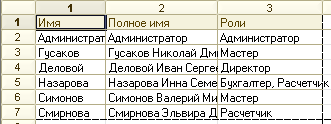 1 2 3
1 Имя Полное имя Роли
2 Администрат Администратор Администратор
3 Гусаков Гусаков Николай Дми Мастер
4 Деловой Деловой Иван Серге Директор
5 Назарова Назарова Инна Семе Бухгалтер, Расчетчик
6 Симонов Симонов Валерий Ми Мастер
7 Смирнова Смирнова Эльвира Д Расчетчик